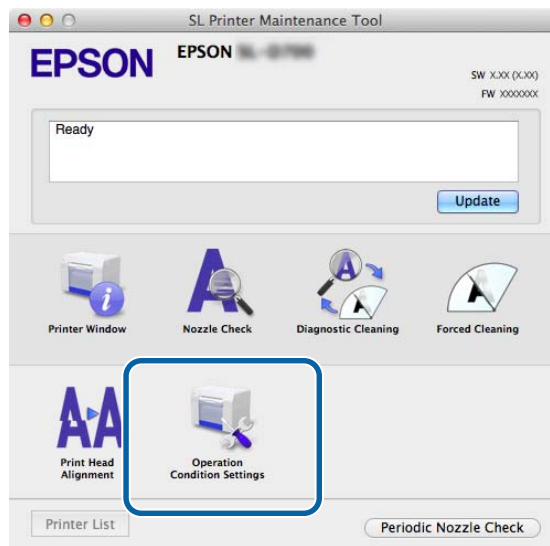 SL Printer Maintenance Tool
EPSON
EPSON
SW X.XX (X.XX)
FW XXXXXXX
Ready
Update
Printer Window
Nozzle Check
Diagnostic Cleaning
Forced Cleaning
Print Head
Alignment
Operation
Condition Settings
Printer List
Periodic Nozzle Check